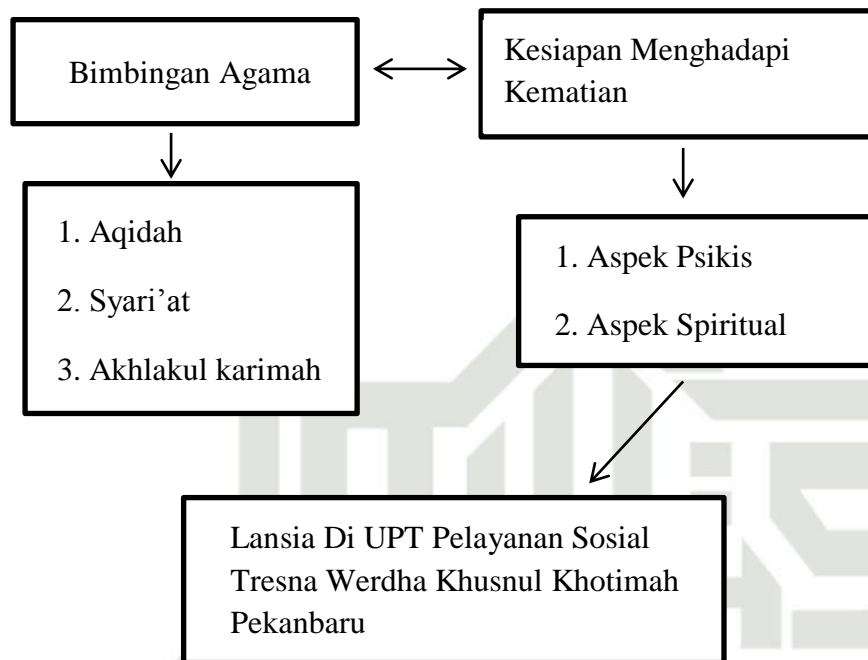 Bimbingan Agama
Kesiapan Menghadapi
Kematian
1. Aqidah
2. Syari’at
3. Akhlakul karimah
1. Aspek Psikis
2. Aspek Spiritual
Lansia Di UPT Pelayanan Sosial
Tresna Werdha Khusnul Khotimah
Pekanbaru